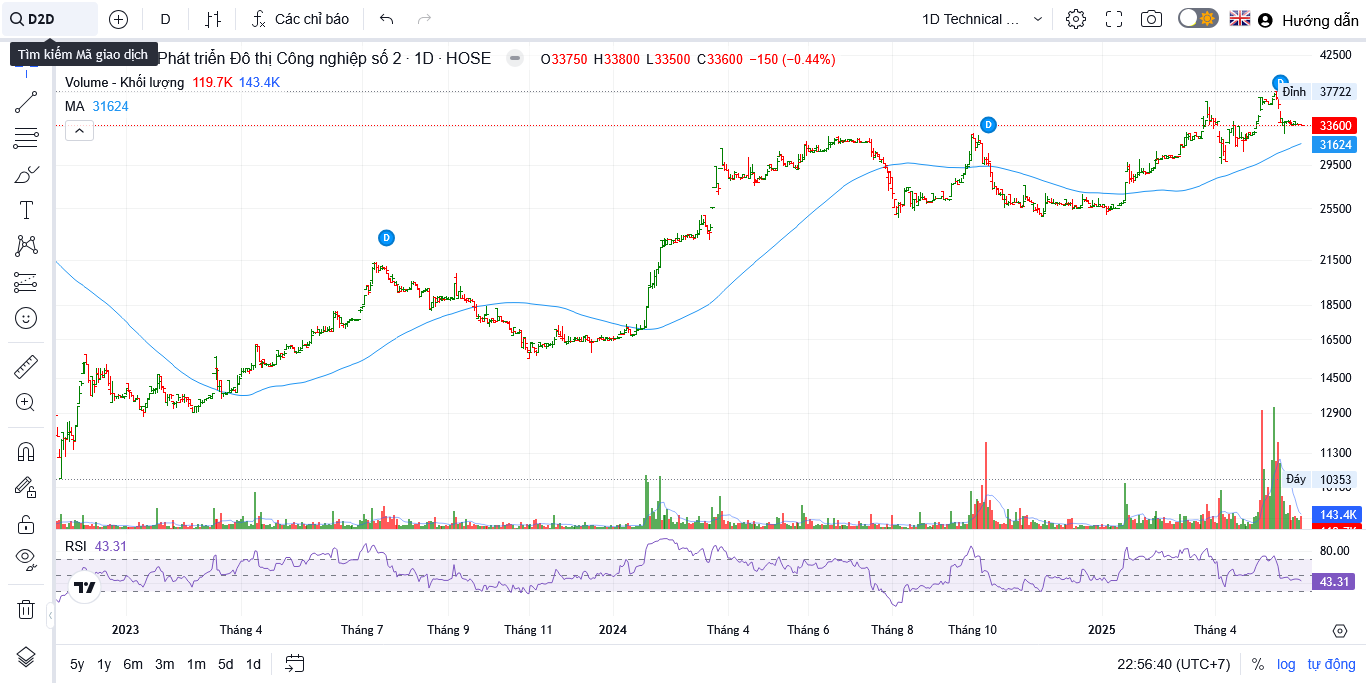 D2D
D
Các chỉ báo
1D Technical ...
Hướng dẫn
Tìm kiếm Mã giao dịch
Phát triển Đô thị Công nghiệp số 2 · 1D · HOSE
O33750 H33800 L33500 C33600 −150 (−0.44%)
Volume - Khối lượng 119.7K 143.4K
MA 31624
42500
Đỉnh 37722
33600
31624
29500
25500
21500
18500
16500
14500
12900
11300
Đáy 10353
143.4K
D
D
D
RSI 43.31
80.00
43.31
2023
Tháng 4
Tháng 7
Tháng 9
Tháng 11
2024
Tháng 4
Tháng 6
Tháng 8
Tháng 10
2025
Tháng 4
5y 1y 6m 3m 1m 5d 1d
22:56:40 (UTC+7)
% log tự động